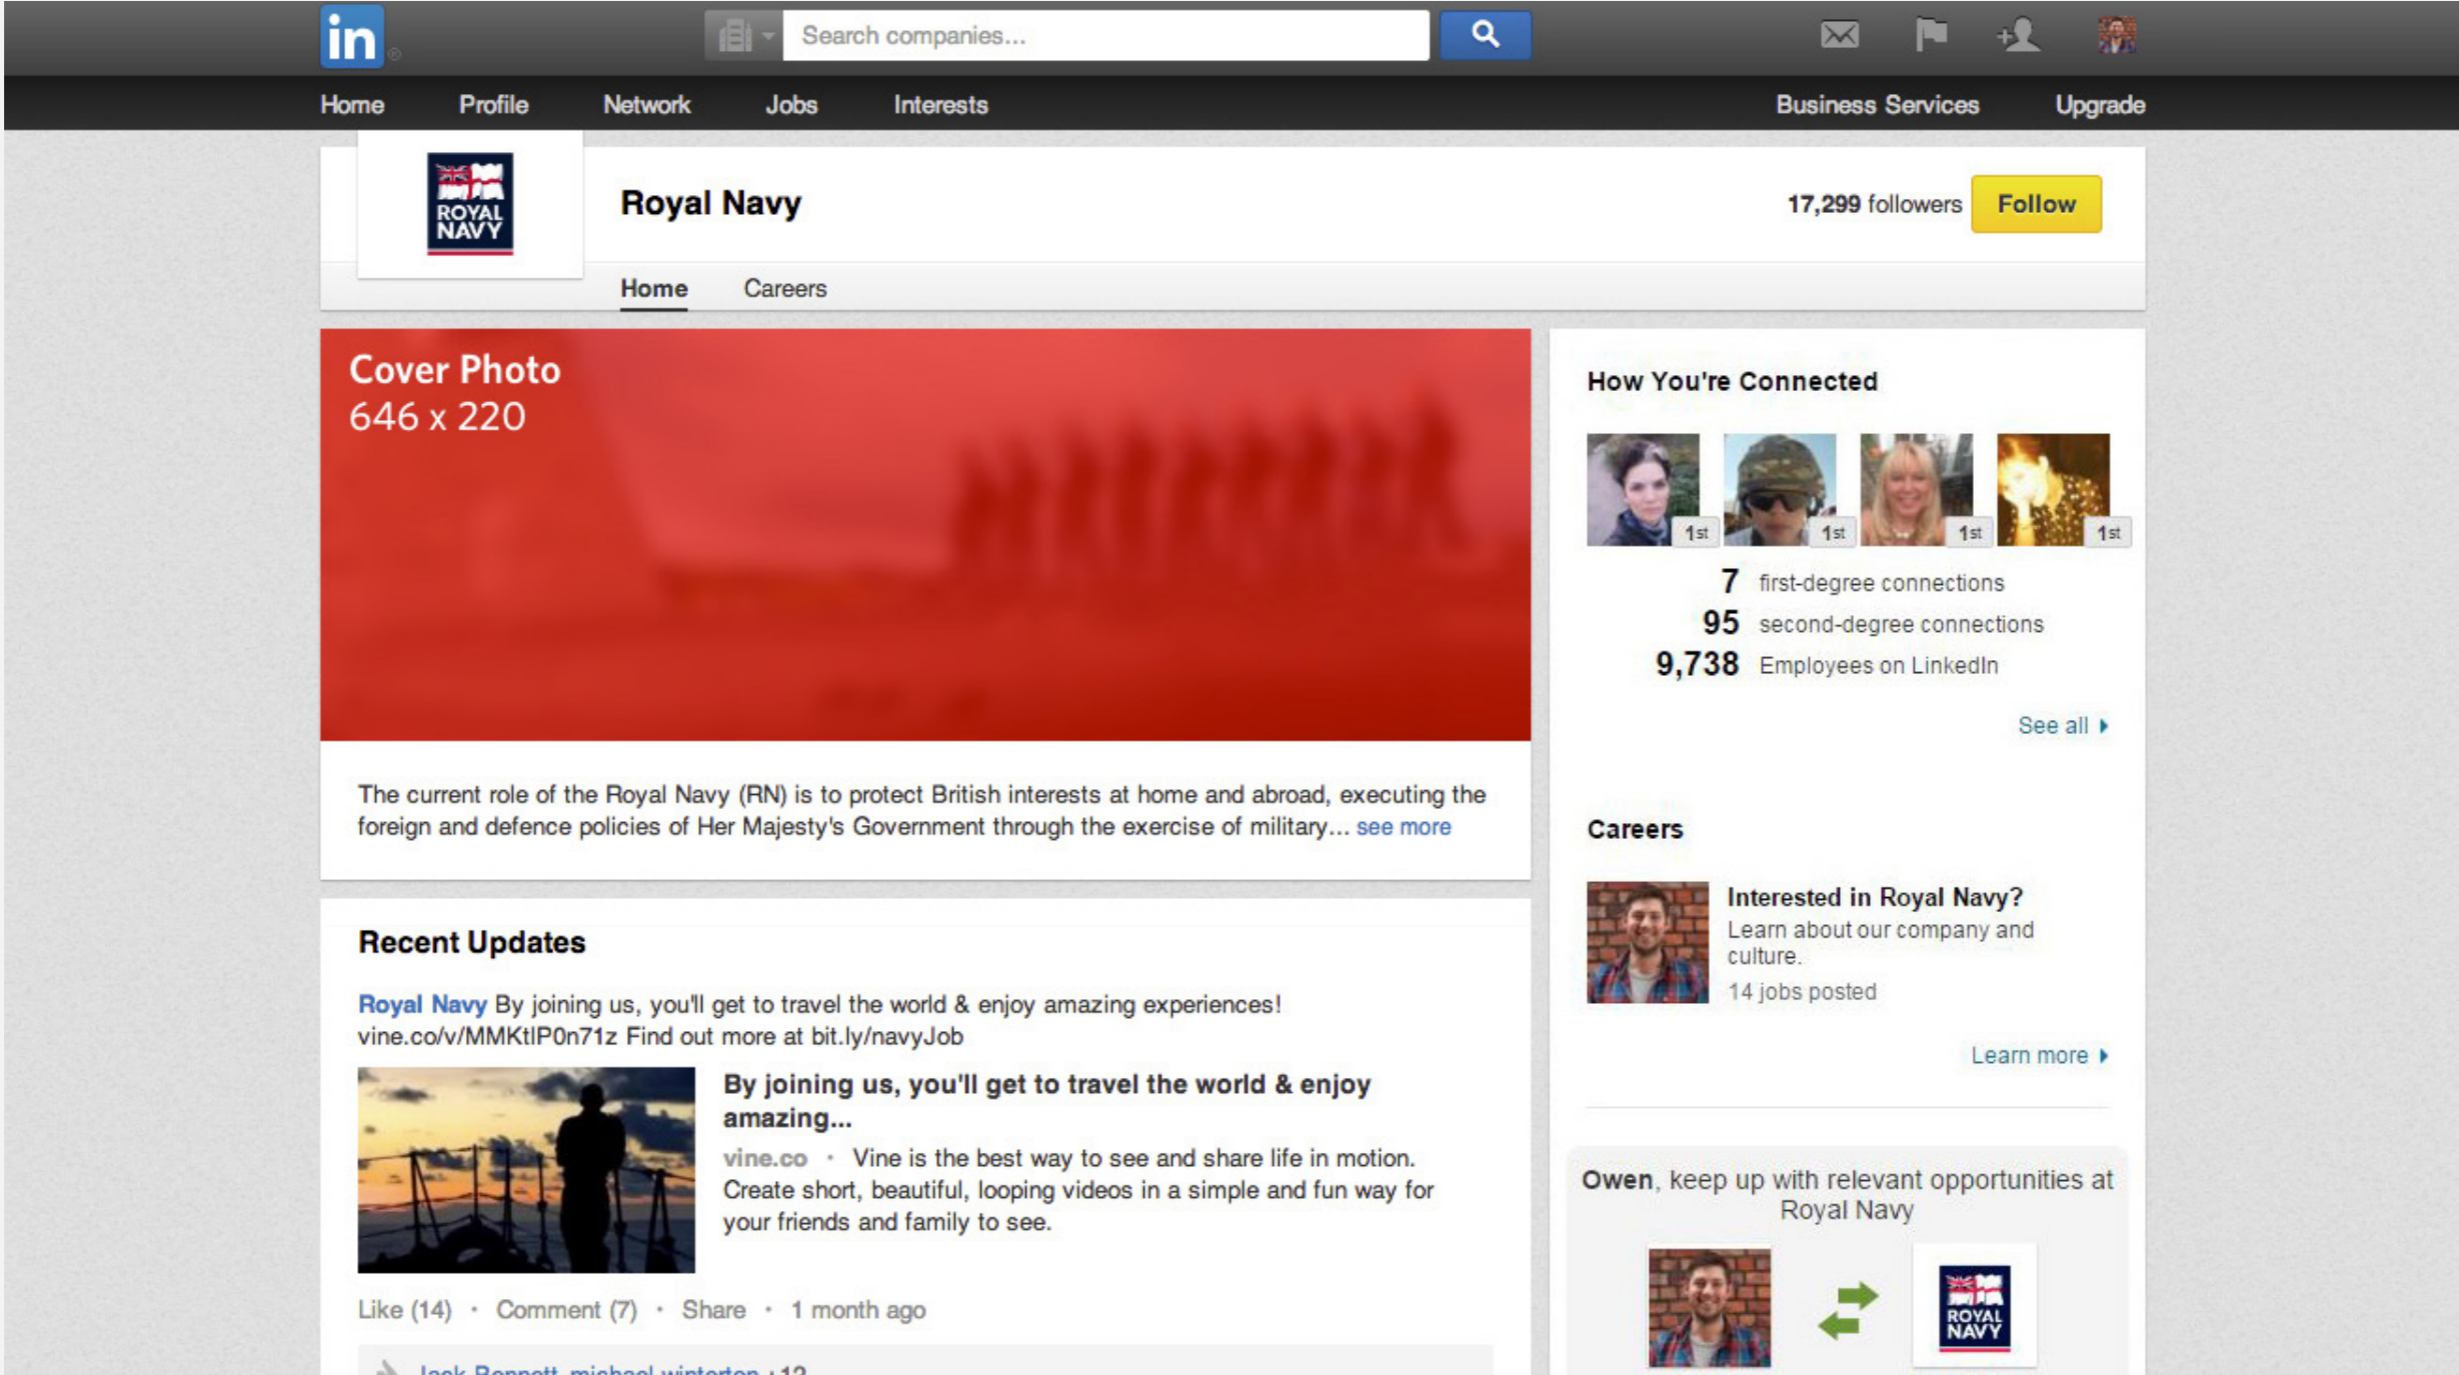 in
Search companies...
Home Profile Network Jobs Interests Business Services Upgrade
ROYAL
NAVY
Royal Navy
17,299 followers Follow
Home Careers
Cover Photo
646 x 220
The current role of the Royal Navy (RN) is to protect British interests at home and abroad, executing the
foreign and defence policies of Her Majesty's Government through the exercise of military... see more
Recent Updates
Royal Navy By joining us, you'll get to travel the world & enjoy amazing experiences!
vine.co/v/MMKtIP0n71z Find out more at bit.ly/navyJob
By joining us, you'll get to travel the world & enjoy
amazing...
vine.co · Vine is the best way to see and share life in motion.
Create short, beautiful, looping videos in a simple and fun way for
your friends and family to see.
Like (14) · Comment (7) · Share · 1 month ago
Jack Bennett, michael winterton +12
How You're Connected
1st 1st 1st 1st
7 first-degree connections
95 second-degree connections
9,738 Employees on LinkedIn
See all
Careers
Interested in Royal Navy?
Learn about our company and
culture.
14 jobs posted
Learn more
Owen, keep up with relevant opportunities at
Royal Navy
ROYAL
NAVY